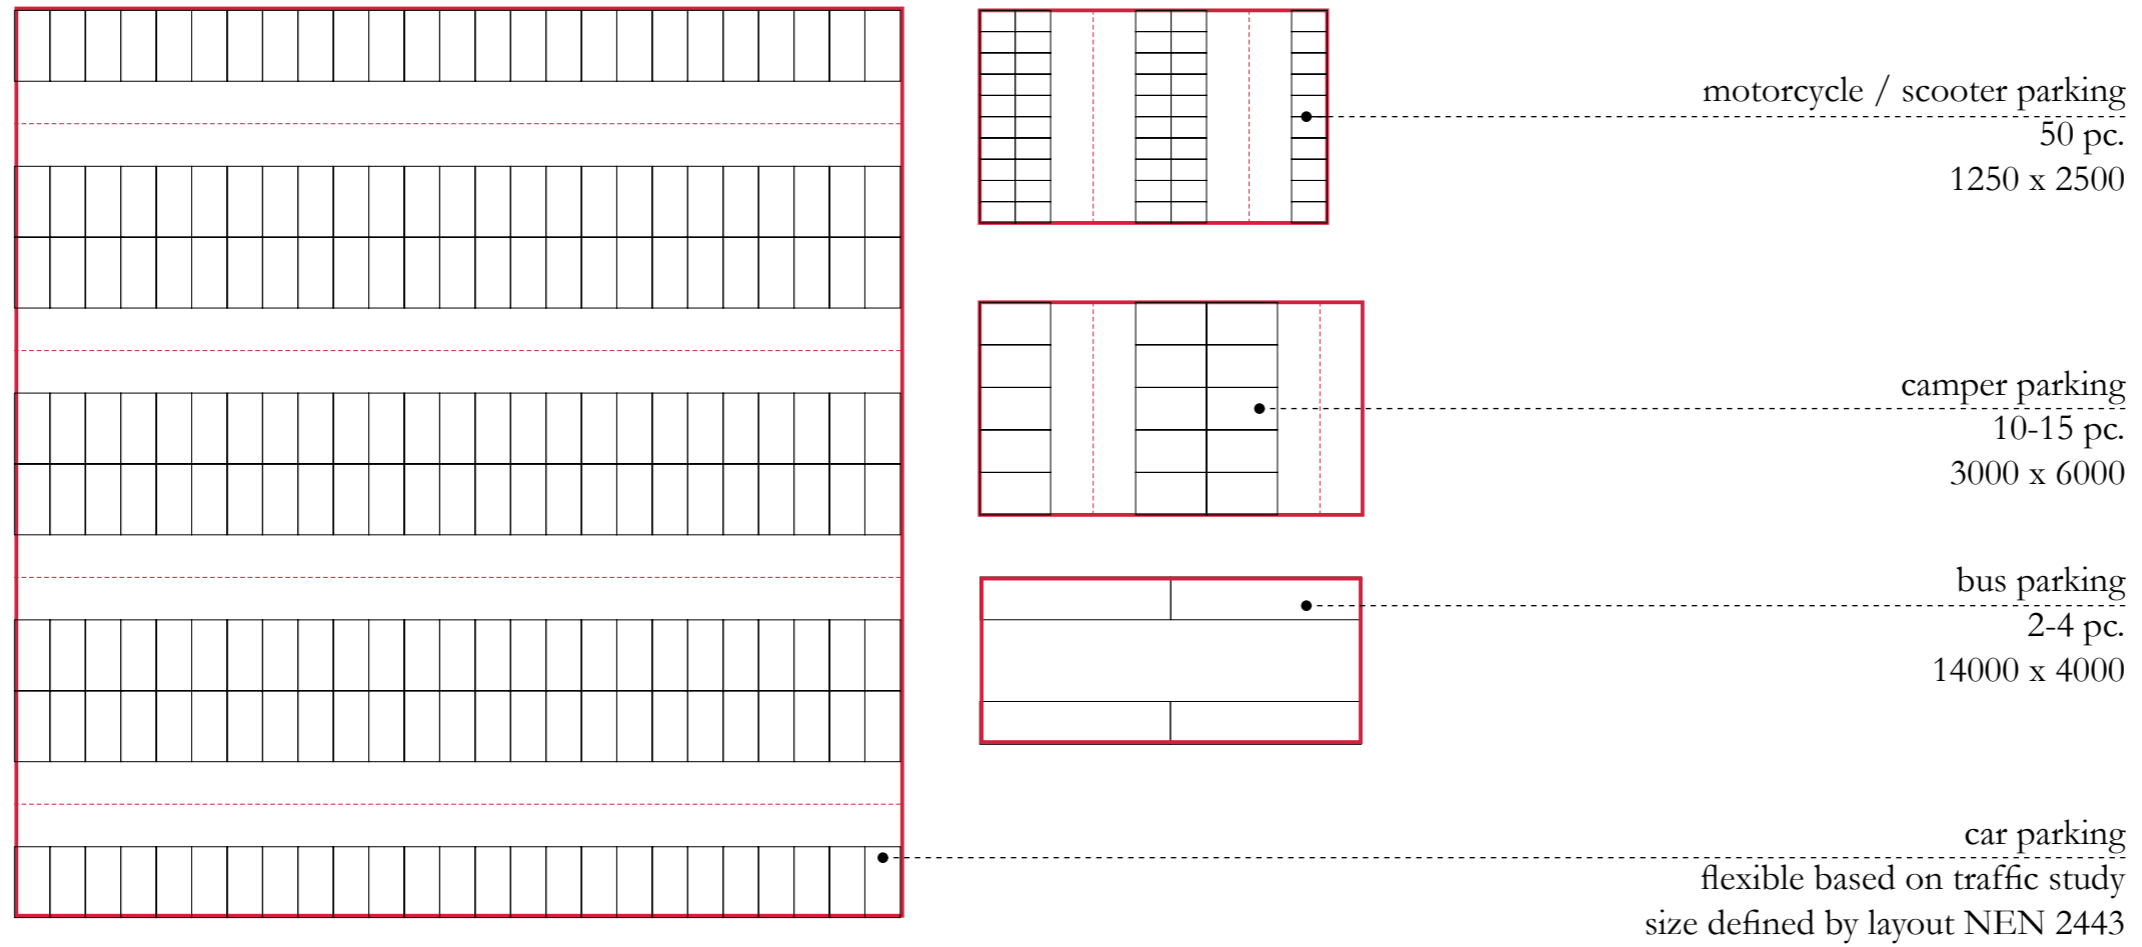 motorcycle / scooter parking
50 pc.
1250 x 2500
camper parking
10-15 pc.
3000 x 6000
bus parking
2-4 pc.
14000 x 4000
car parking
flexible based on traffic study
size defined by layout NEN 2443